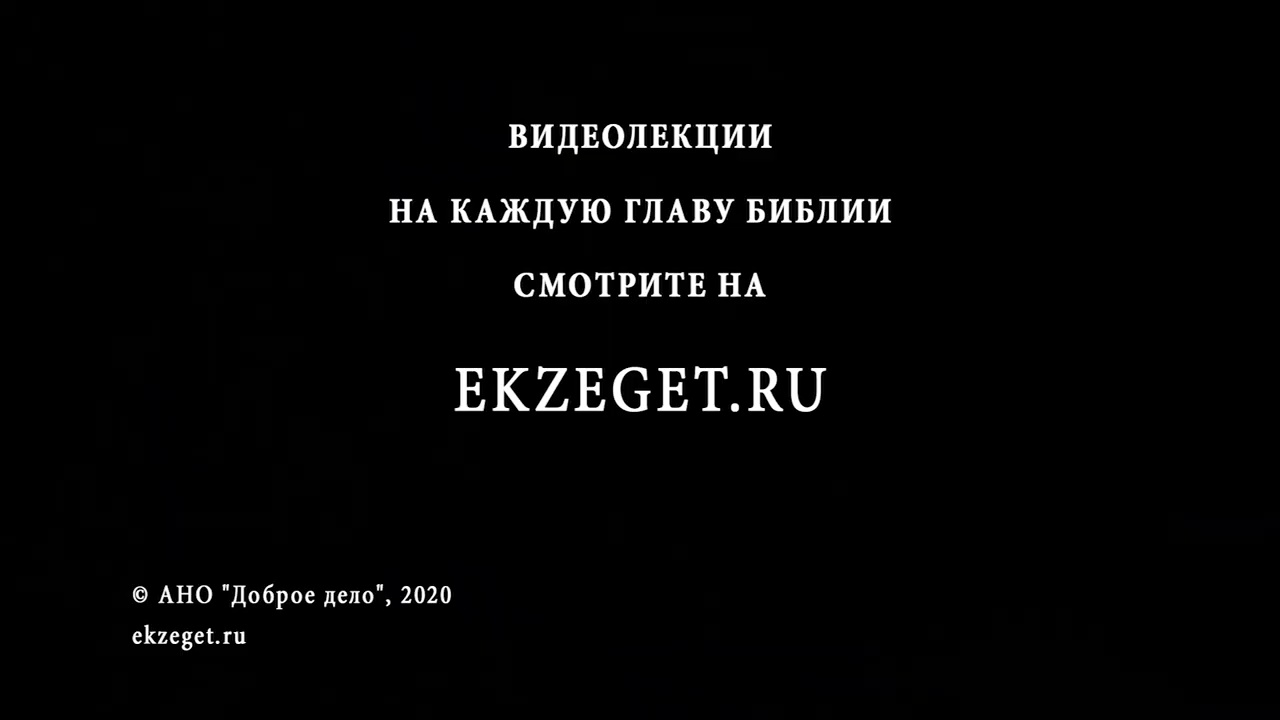 ВИДЕОЛЕКЦИИ
НА КАЖДУЮ ГЛАВУ БИБЛИИ
СМОТРИТЕ НА
EKZEGET.RU
© АНО "Доброе дело", 2020
ekzeget.ru